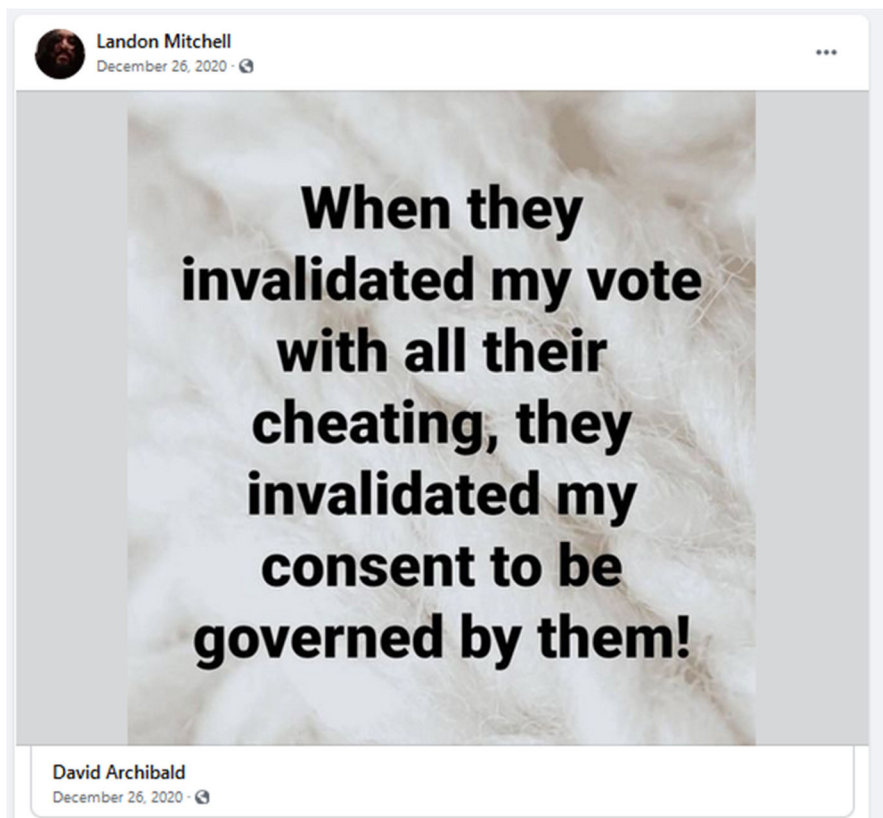 Landon Mitchell
December 26, 2020 ·
When they
invalidated my vote
with all their
cheating, they
invalidated my
consent to be
governed by them!
David Archibald
December 26, 2020 ·